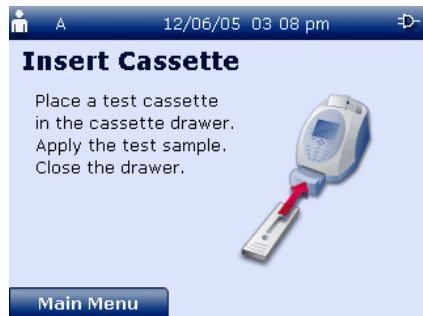 A 12/06/05 03 08 pm
Insert Cassette
Place a test cassette
in the cassette drawer.
Apply the test sample.
Close the drawer.
Main Menu